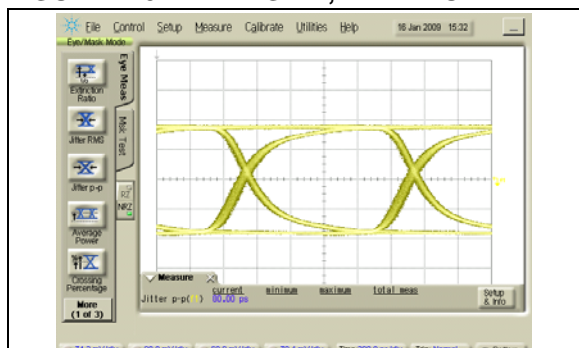 File Control Setup Measure Calibrate Utilities Help 16 Jan 2009 15:32
Eye/Mask Mode
Eye Meas
Extinction
Ratio
Jitter RMS
Msk Test
Jitter p-p
RZ
NRZ
Average
Power
Crossing
Percentage
More
(1 of 3)
Measure
current minimum maximum total meas
Jitter p-p( ) 80.00 ps
Setup
& Info